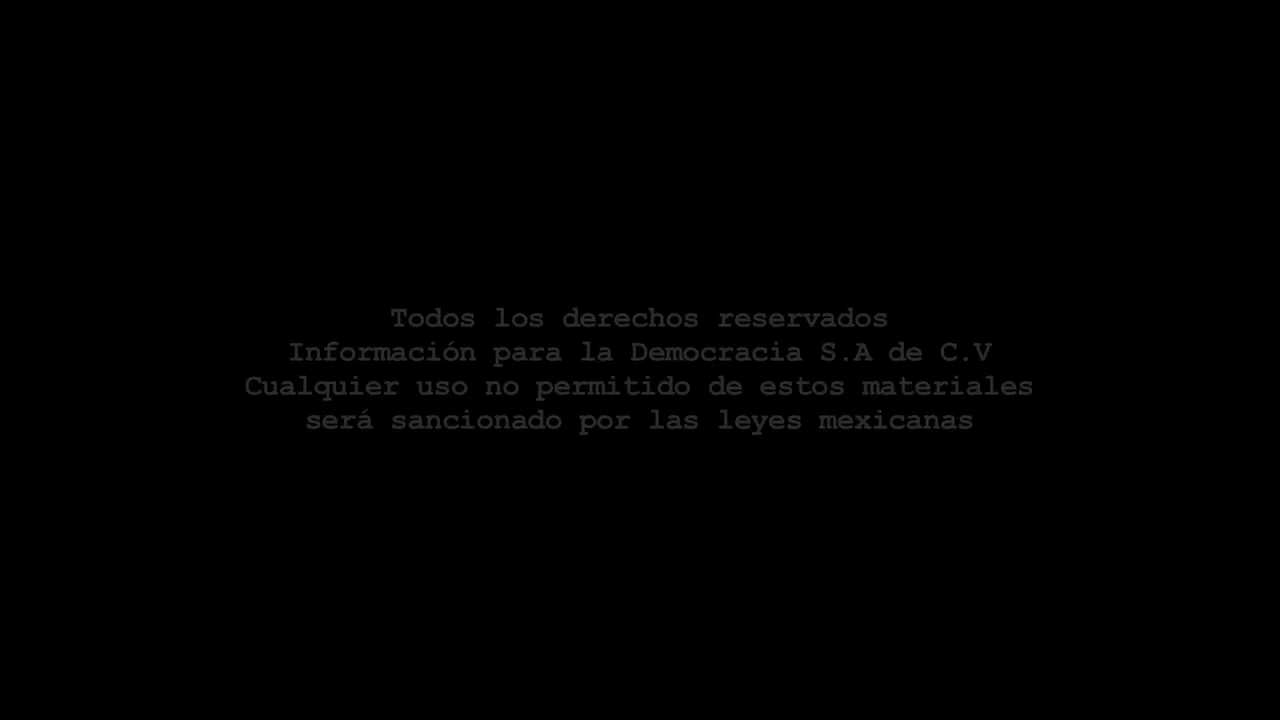 Todos los derechos reservados
Información para la Democracia S.A de C.V
Cualquier uso no permitido de estos materiales
será sancionado por las leyes mexicanas